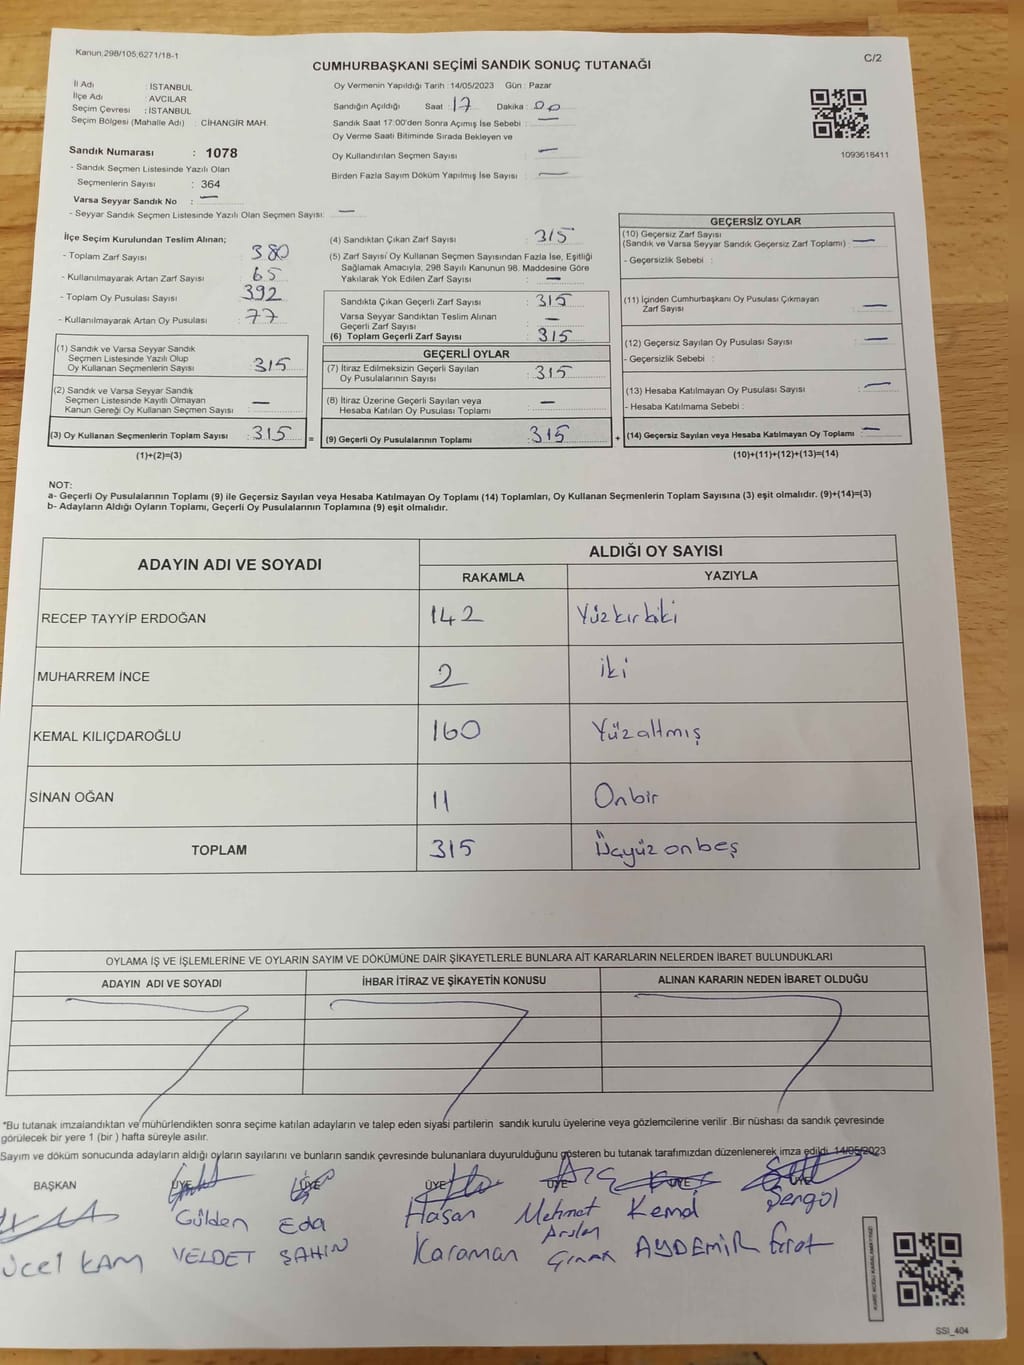 Kanun:298/105,6271/18-1
C/2
CUMHURBAŞKANI SEÇİMİ SANDIK SONUÇ TUTANAĞI
İl Adı : İSTANBUL
İlçe Adı : AVCILAR
Seçim Çevresi : İSTANBUL
Seçim Bölgesi (Mahalle Adı) : CİHANGİR MAH.
Oy Vermenin Yapıldığı Tarih :14/05/2023 Gün : Pazar
Sandığın Açıldığı Saat : 17 Dakika : 00
Sandık Saat 17:00'den Sonra Açımış İse Sebebi : —
Oy Verme Saati Bitiminde Sırada Bekleyen ve
Oy Kullandırılan Seçmen Sayısı : —
Birden Fazla Sayım Döküm Yapılmış İse Sayısı : —
1093618411
Sandık Numarası : 1078
- Sandık Seçmen Listesinde Yazılı Olan
Seçmenlerin Sayısı : 364
Varsa Seyyar Sandık No : —
- Seyyar Sandık Seçmen Listesinde Yazılı Olan Seçmen Sayısı: —
İlçe Seçim Kurulundan Teslim Alınan;
- Toplam Zarf Sayısı : 380
- Kullanılmayarak Artan Zarf Sayısı : 65
- Toplam Oy Pusulası Sayısı : 392
- Kullanılmayarak Artan Oy Pusulası : 77
(1) Sandık ve Varsa Seyyar Sandık
Seçmen Listesinde Yazılı Olup
Oy Kullanan Seçmenlerin Sayısı : 315
(2) Sandık ve Varsa Seyyar Sandık
Seçmen Listesinde Kayıtlı Olmayan
Kanun Gereği Oy Kullanan Seçmen Sayısı : —
(3) Oy Kullanan Seçmenlerin Toplam Sayısı : 315
(1)+(2)=(3)
(4) Sandıktan Çıkan Zarf Sayısı : 315
(5) Zarf Sayısı Oy Kullanan Seçmen Sayısından Fazla İse, Eşitliği
Sağlamak Amacıyla, 298 Sayılı Kanunun 98. Maddesine Göre
Yakılarak Yok Edilen Zarf Sayısı : —
Sandıkta Çıkan Geçerli Zarf Sayısı : 315
Varsa Seyyar Sandıktan Teslim Alınan
Geçerli Zarf Sayısı : —
(6) Toplam Geçerli Zarf Sayısı : 315
GEÇERLİ OYLAR
(7) İtiraz Edilmeksizin Geçerli Sayılan
Oy Pusulalarının Sayısı : 315
(8) İtiraz Üzerine Geçerli Sayılan veya
Hesaba Katılan Oy Pusulası Toplamı : —
= (9) Geçerli Oy Pusulalarının Toplamı : 315
GEÇERSİZ OYLAR
(10) Geçersiz Zarf Sayısı
(Sandık ve Varsa Seyyar Sandık Geçersiz Zarf Toplamı) : —
- Geçersizlik Sebebi :
(11) İçinden Cumhurbaşkanı Oy Pusulası Çıkmayan
Zarf Sayısı : —
(12) Geçersiz Sayılan Oy Pusulası Sayısı : —
- Geçersizlik Sebebi :
(13) Hesaba Katılmayan Oy Pusulası Sayısı : —
- Hesaba Katılmama Sebebi :
+ (14) Geçersiz Sayılan veya Hesaba Katılmayan Oy Toplamı : —
(10)+(11)+(12)+(13)=(14)
NOT:
a- Geçerli Oy Pusulalarının Toplamı (9) ile Geçersiz Sayılan veya Hesaba Katılmayan Oy Toplamı (14) Toplamları, Oy Kullanan Seçmenlerin Toplam Sayısına (3) eşit olmalıdır. (9)+(14)=(3)
b- Adayların Aldığı Oyların Toplamı, Geçerli Oy Pusulalarının Toplamına (9) eşit olmalıdır.
ADAYIN ADI VE SOYADI ALDIĞI OY SAYISI
RAKAMLA YAZIYLA
RECEP TAYYİP ERDOĞAN 142 Yüzkırkiki
MUHARREM İNCE 2 iki
KEMAL KILIÇDAROĞLU 160 Yüzaltmış
SİNAN OĞAN 11 Onbir
TOPLAM 315 Üçyüz onbeş
OYLAMA İŞ VE İŞLEMLERİNE VE OYLARIN SAYIM VE DÖKÜMÜNE DAİR ŞİKAYETLERLE BUNLARA AİT KARARLARIN NELERDEN İBARET BULUNDUKLARI
ADAYIN ADI VE SOYADI İHBAR İTİRAZ VE ŞİKAYETİN KONUSU ALINAN KARARIN NEDEN İBARET OLDUĞU
*Bu tutanak imzalandıktan ve mühürlendikten sonra seçime katılan adayların ve talep eden siyasi partilerin sandık kurulu üyelerine veya gözlemcilerine verilir .Bir nüshası da sandık çevresinde
görülecek bir yere 1 (bir ) hafta süreyle asılır.
Sayım ve döküm sonucunda adayların aldığı oyların sayılarını ve bunların sandık çevresinde bulunanlara duyurulduğunu gösteren bu tutanak tarafımızdan düzenlenerek imza edildi. 14/05/2023
BAŞKAN ÜYE ÜYE ÜYE ÜYE ÜYE ÜYE
Gülden Eda Hasan Mehmet Kemal Şengül
Arslan
KAM VELDET ŞAHİN Karaman Çınar AYDEMİR Fırat
SSI_404